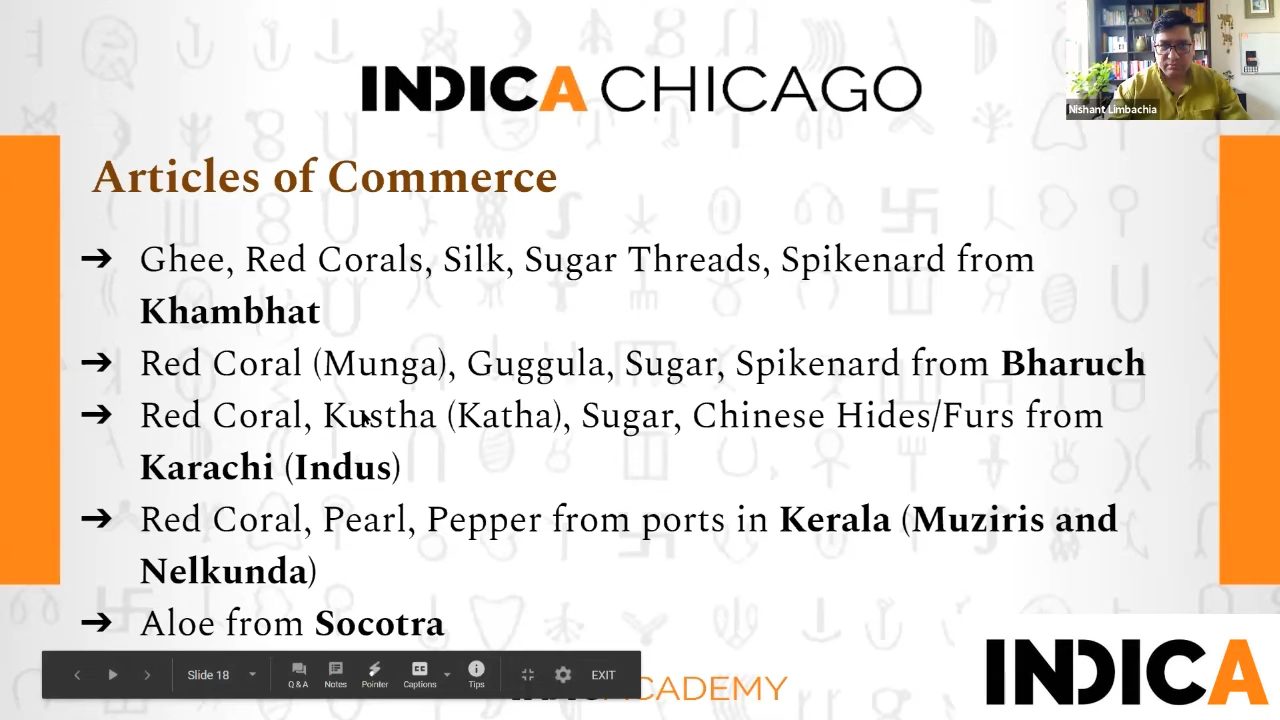 INDICA CHICAGO
Nishant Limbachia
Articles of Commerce
➔ Ghee, Red Corals, Silk, Sugar Threads, Spikenard from
Khambhat
➔ Red Coral (Munga), Guggula, Sugar, Spikenard from Bharuch
➔ Red Coral, Kustha (Katha), Sugar, Chinese Hides/Furs from
Karachi (Indus)
➔ Red Coral, Pearl, Pepper from ports in Kerala (Muziris and
Nelkunda)
➔ Aloe from Socotra
Slide 18
Q & A
Notes
Pointer
Captions
Tips
EXIT
ACADEMY
INDICA